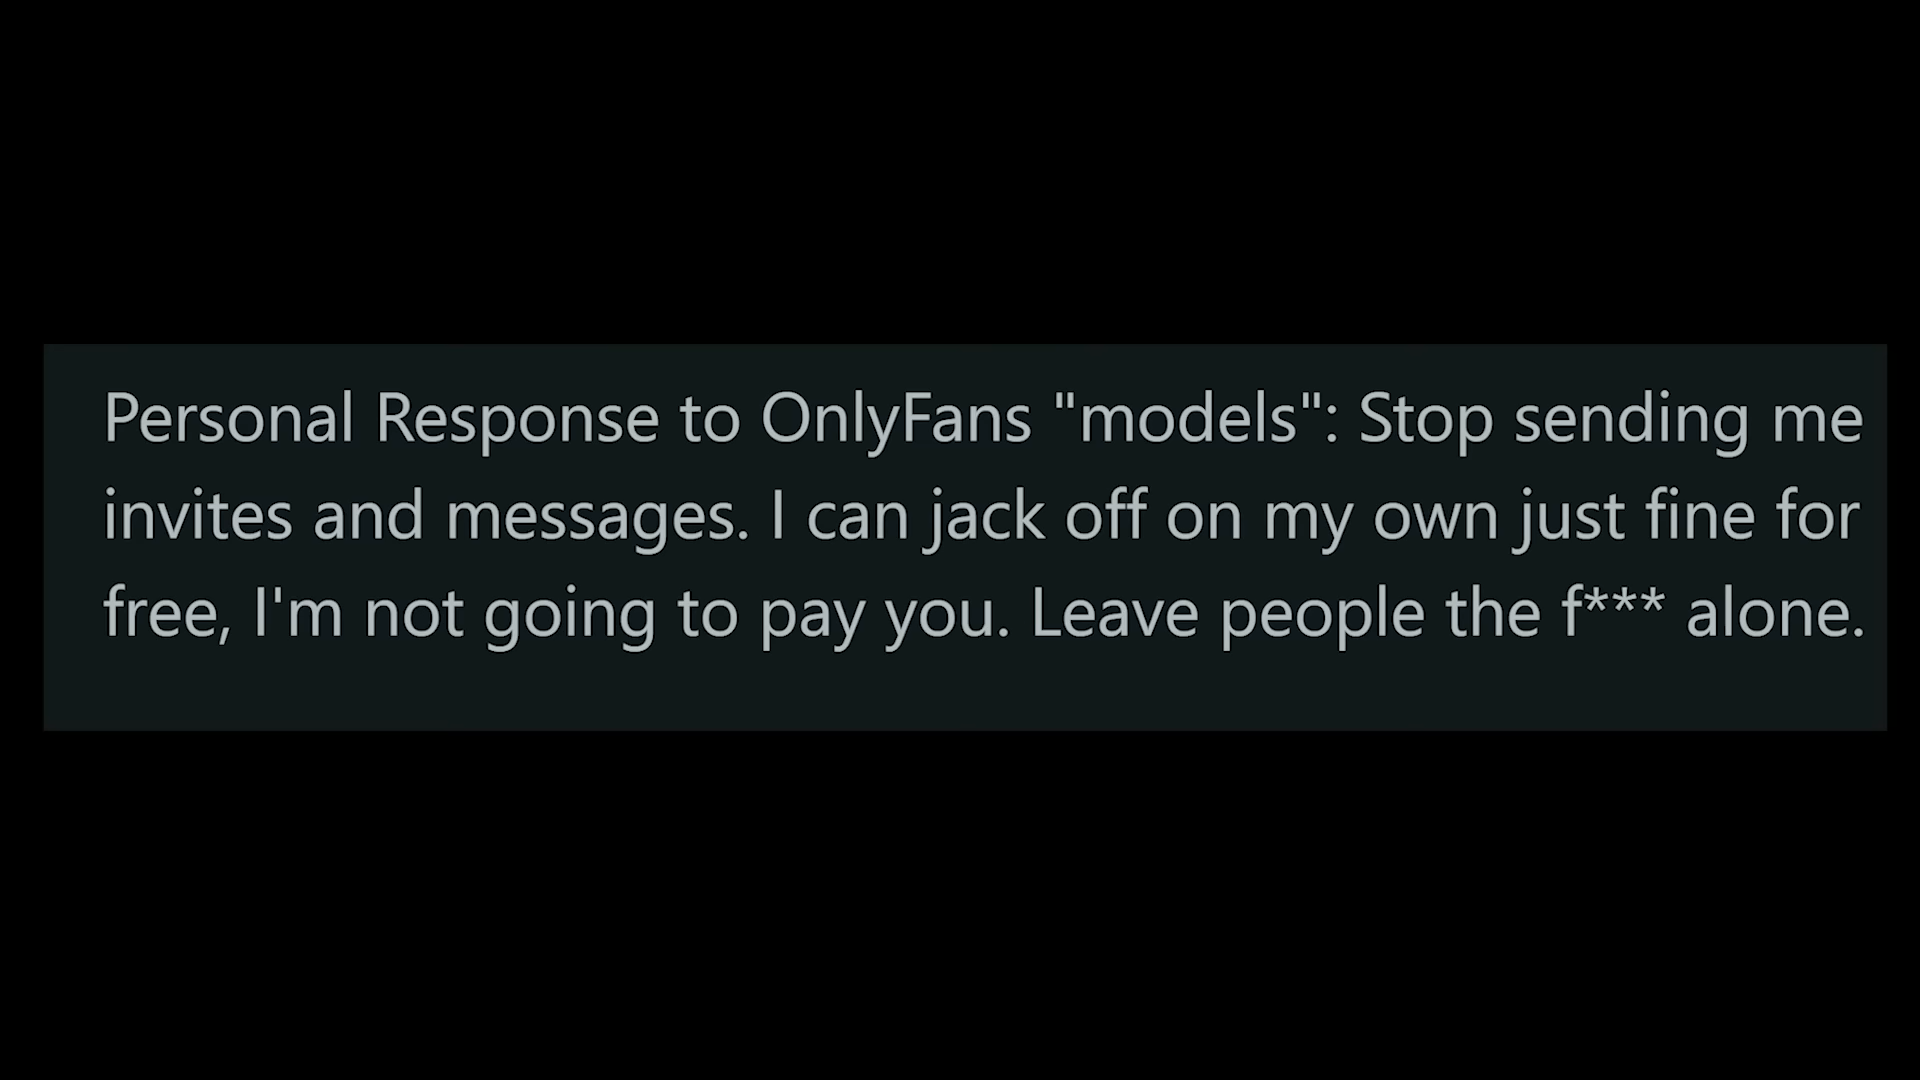 Personal Response to OnlyFans "models": Stop sending me
invites and messages. I can jack off on my own just fine for
free, I'm not going to pay you. Leave people the f*** alone.